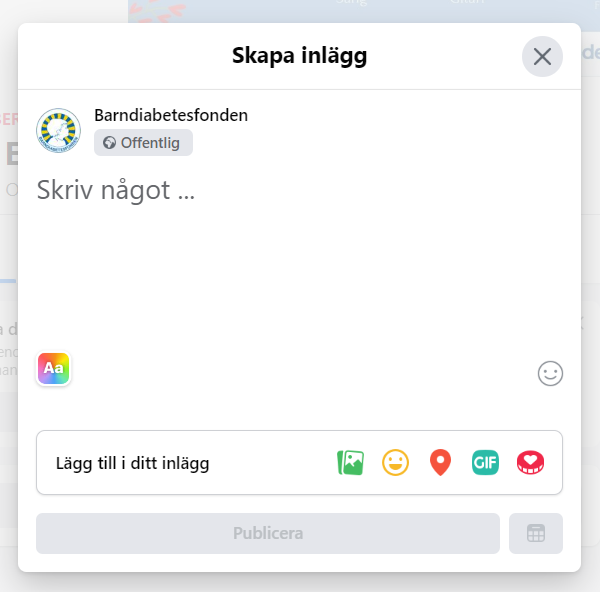 Skapa inlägg
Barndiabetesfonden
Offentlig
Skriv något ...
Aa
Lägg till i ditt inlägg
GIF
Publicera